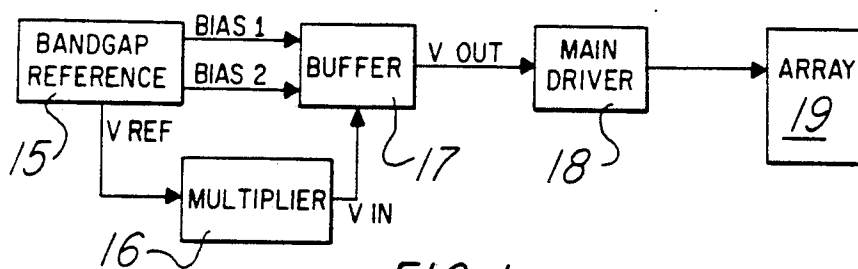 BANDGAP
REFERENCE
15
BIAS 1
BIAS 2
V REF
MULTIPLIER
16
V IN
BUFFER
17
V OUT
MAIN
DRIVER
18
ARRAY
19